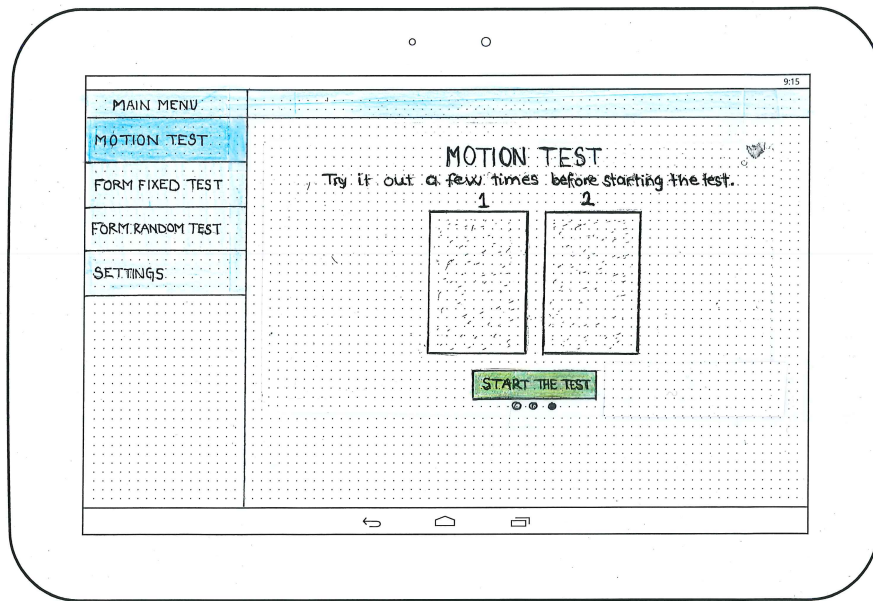 9:15
MAIN MENU
MOTION TEST
FORM FIXED TEST
FORM RANDOM TEST
SETTINGS
MOTION TEST
Try it out a few times before starting the test.
1 2
START THE TEST